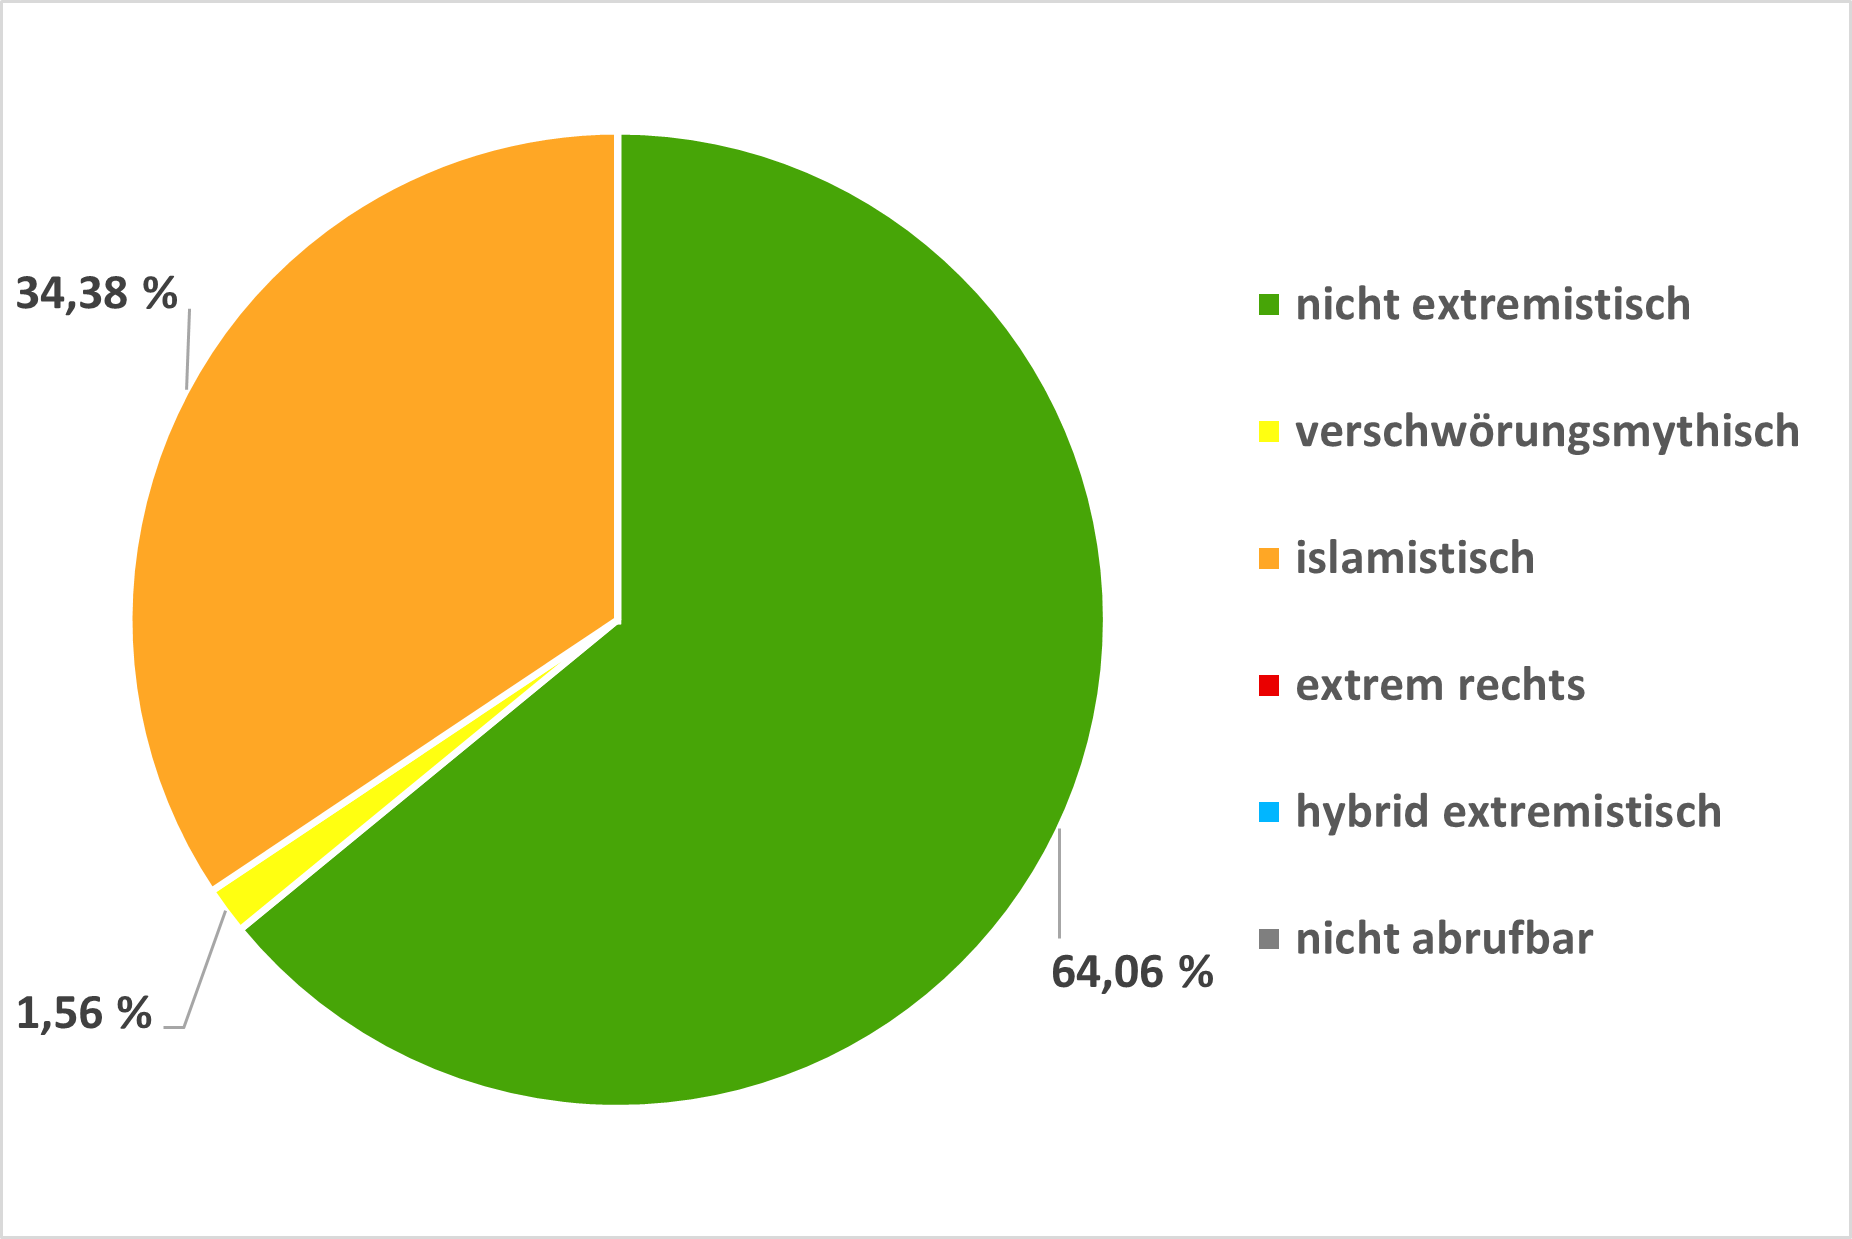 34,38 %
1,56 %
64,06 %
nicht extremistisch
verschwörungsmythisch
islamistisch
extrem rechts
hybrid extremistisch
nicht abrufbar